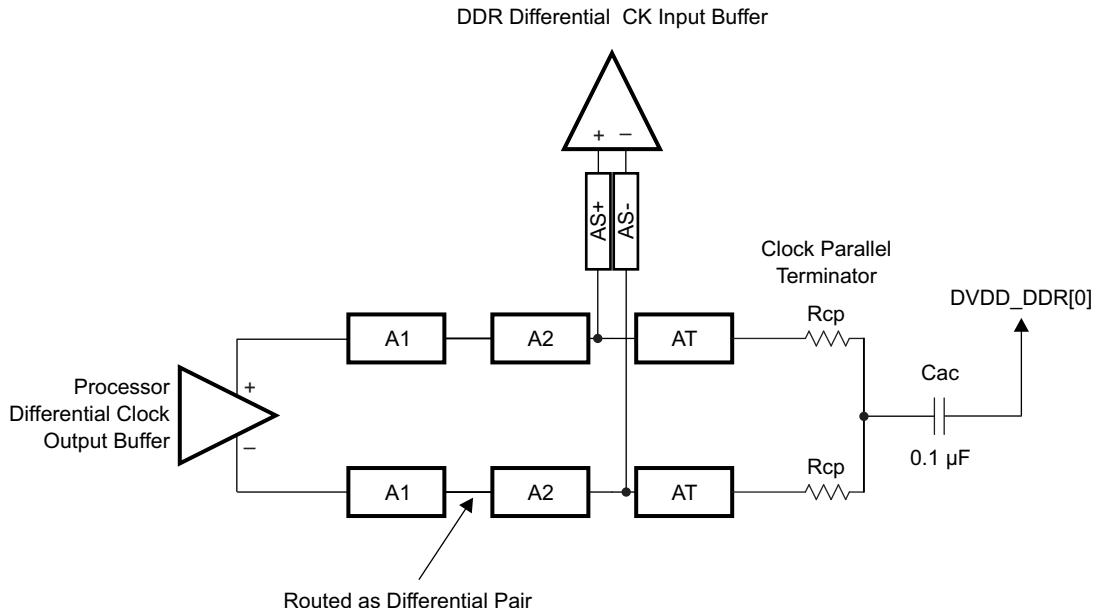 DDR Differential CK Input Buffer
+ −
AS+ AS-
Clock Parallel
Terminator
DVDD_DDR[0]
Rcp
A1 A2 AT
Cac
Processor
Differential Clock
Output Buffer
+
−
0.1 µF
Rcp
A1 A2 AT
Routed as Differential Pair